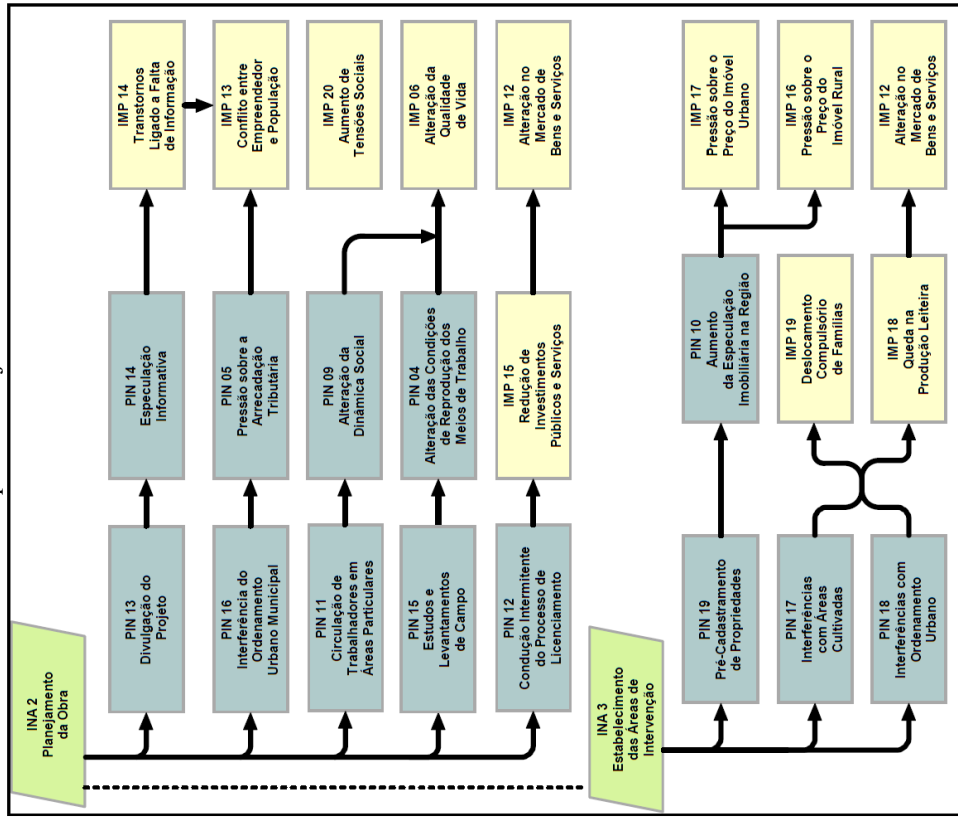 INA 2
Planejamento
da Obra
PIN 13
Divulgação do
Projeto
PIN 14
Especulação
Informativa
IMP 14
Transtornos
Ligado a Falta
de Informação
PIN 16
Interferência do
Ordenamento
Urbano Municipal
PIN 05
Pressão sobre a
Arrecadação
Tributária
IMP 13
Conflito entre
Empreendedor
e População
PIN 11
Circulação de
Trabalhadores em
Áreas Particulares
PIN 09
Alteração da
Dinâmica Social
IMP 20
Aumento de
Tensões Sociais
PIN 15
Estudos e
Levantamentos
de Campo
PIN 04
Alteração das Condições
de Reprodução dos
Meios de Trabalho
IMP 06
Alteração da
Qualidade
de Vida
PIN 12
Condução Intermitente
do Processo de
Licenciamento
IMP 15
Redução de
Investimentos
Públicos e Serviços
IMP 12
Alteração no
Mercado de
Bens e Serviços
INA 3
Estabelecimento
das Áreas de
Intervenção
PIN 19
Pré-Cadastramento
de Propriedades
PIN 10
Aumento
da Especulação
Imobiliária na Região
IMP 17
Pressão sobre o
Preço do Imóvel
Urbano
IMP 16
Pressão sobre o
Preço do
Imóvel Rural
PIN 17
Interferências
com Áreas
Cultivadas
IMP 19
Deslocamento
Compulsório
de Famílias
PIN 18
Interferências com
Ordenamento
Urbano
IMP 18
Queda na
Produção Leiteira
IMP 12
Alteração no
Mercado de
Bens e Serviços